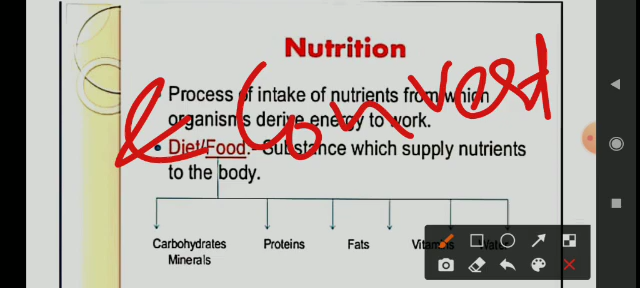 Nutrition
Process of intake of nutrients from which
organisms derive energy to work.
& Convert
• Diet/Food:- Substance which supply nutrients
to the body.
Carbohydrates Proteins Fats Vitamins Water
Minerals